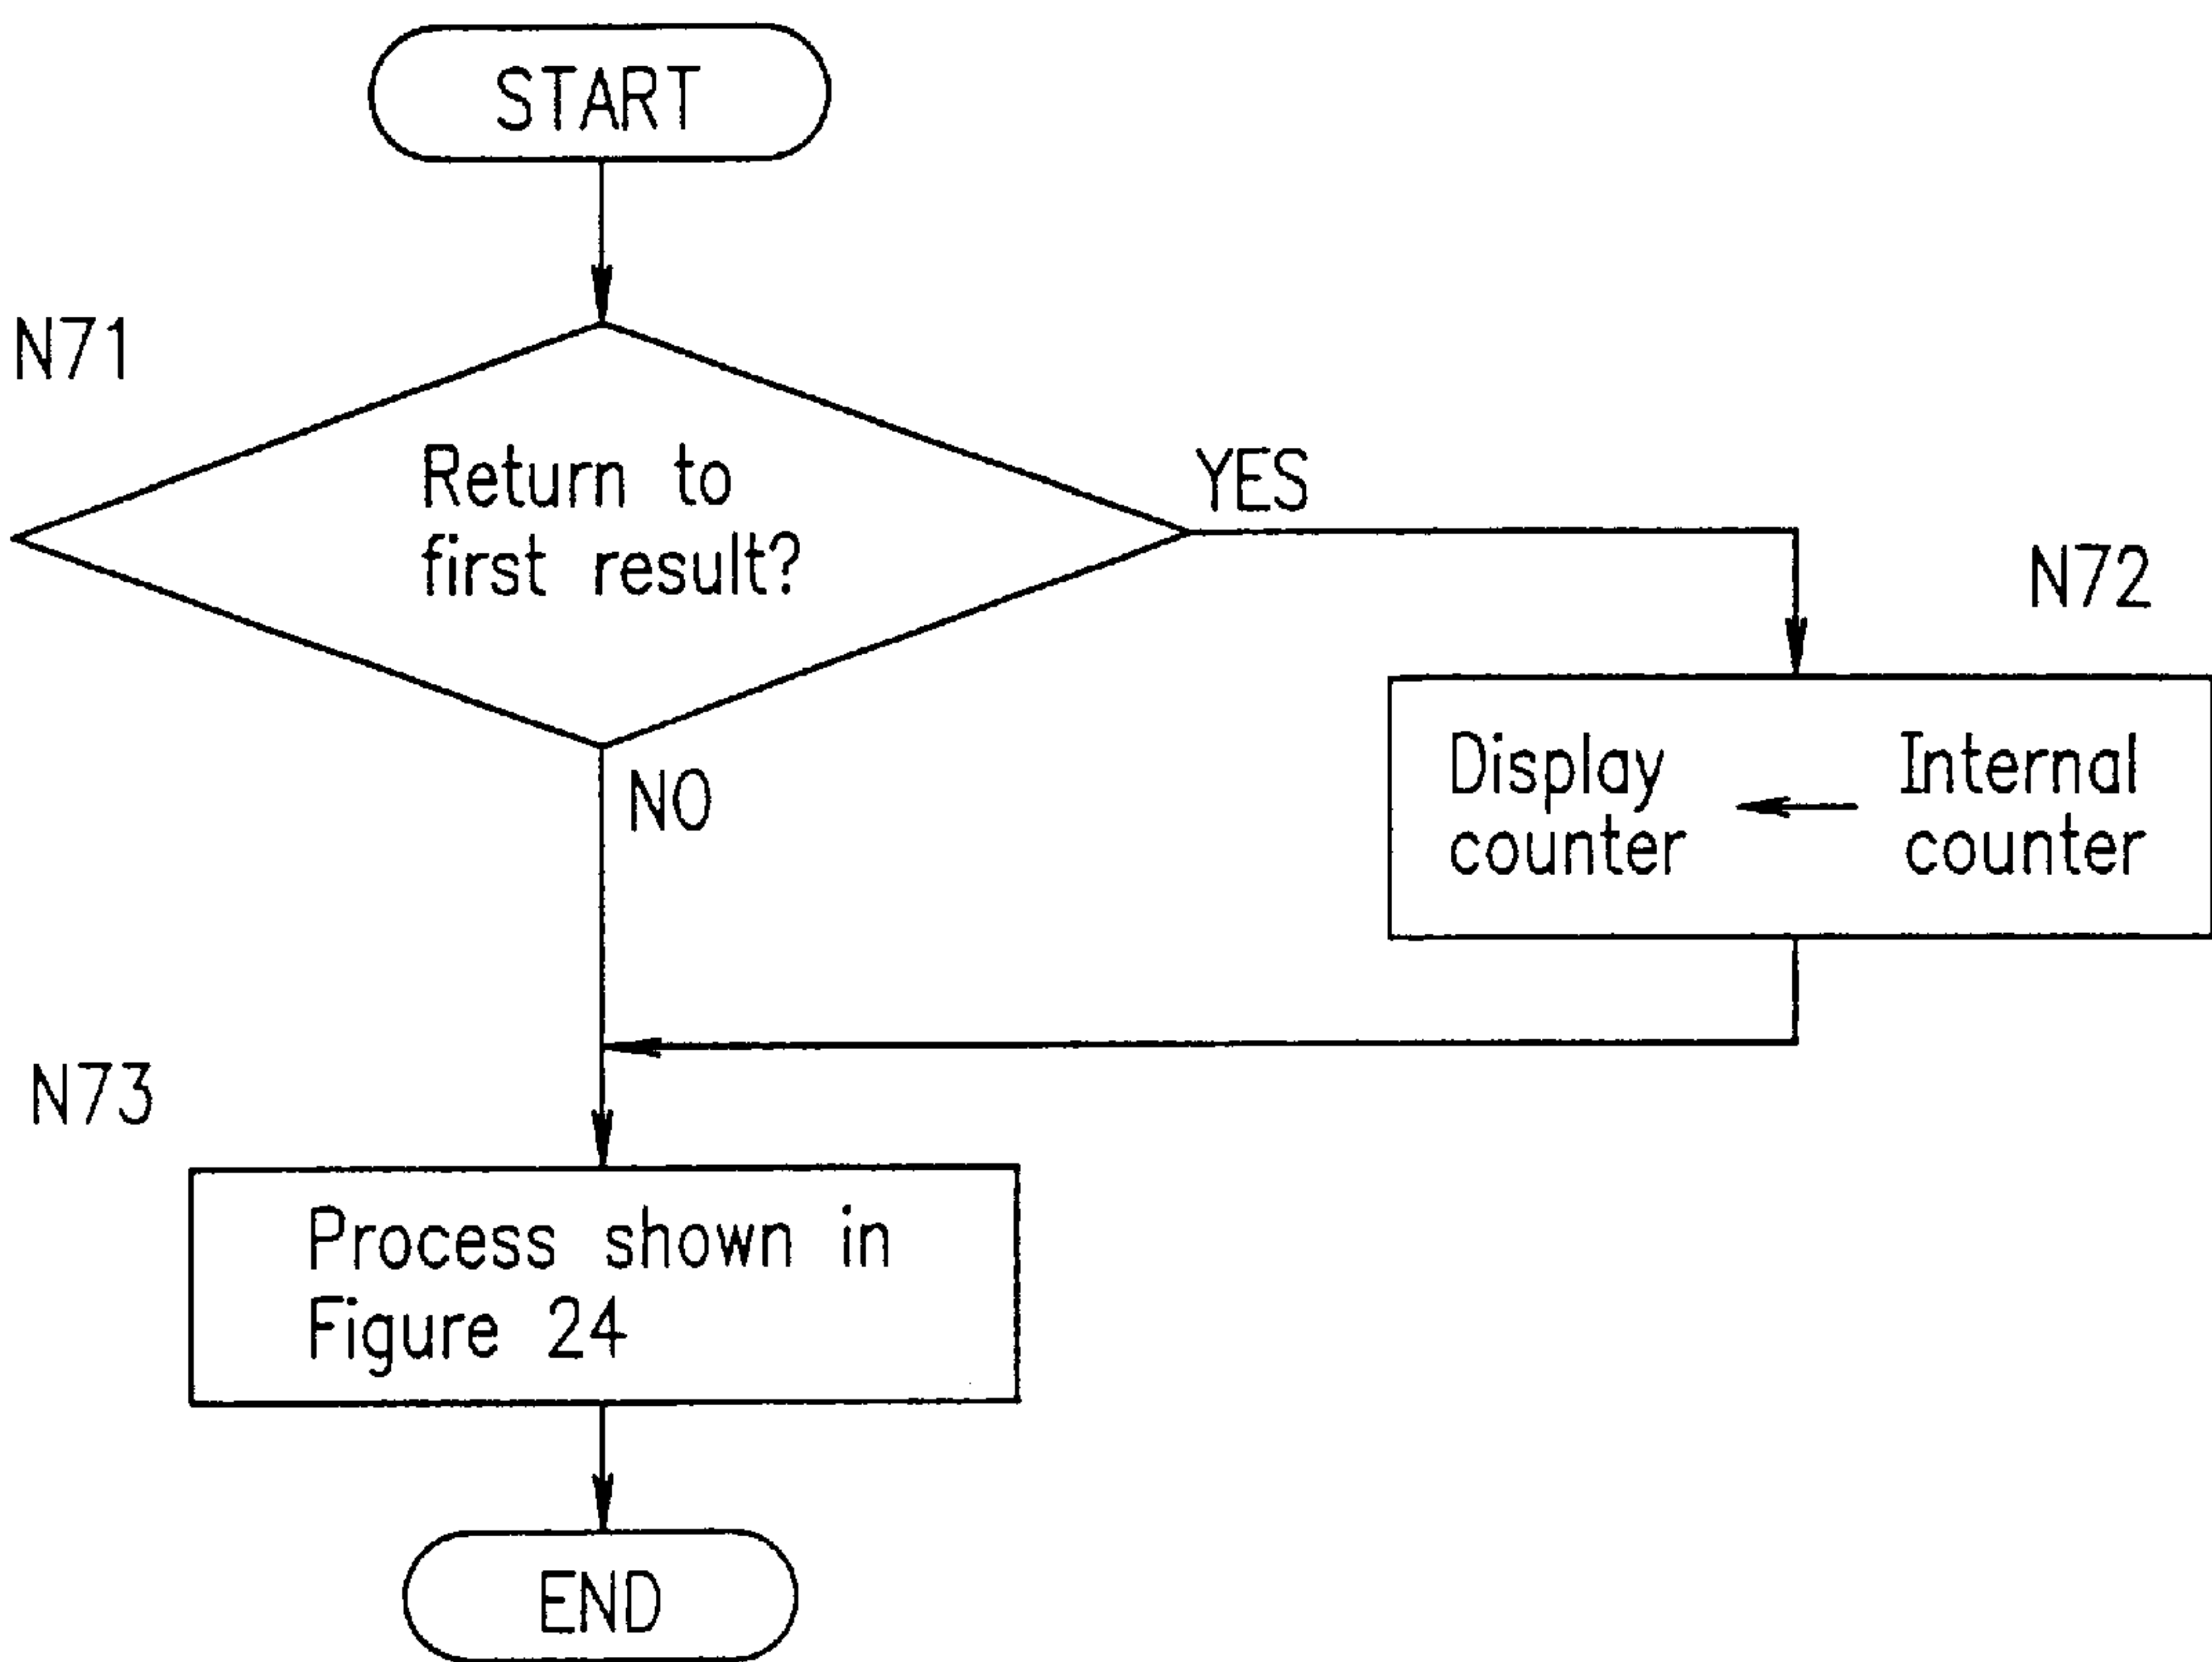 START
N71
Return to
first result?
YES
N72
Display
counter
Internal
counter
NO
N73
Process shown in
Figure 24
END